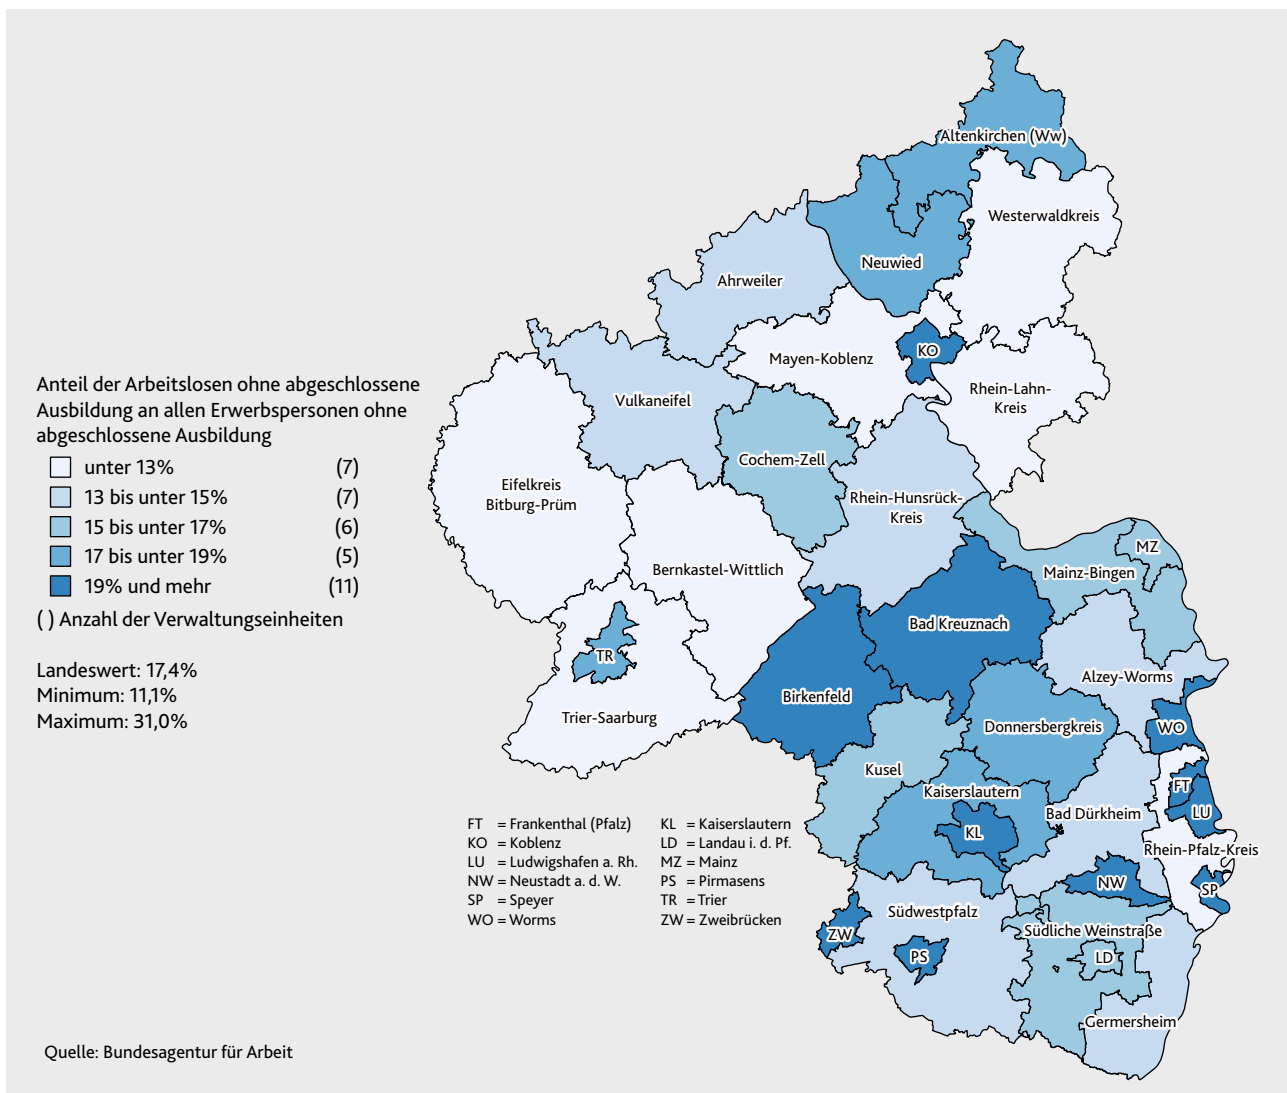 Altenkirchen (Ww)
Westerwaldkreis
Neuwied
Ahrweiler
KO
Mayen-Koblenz
Rhein-Lahn-
Kreis
Vulkaneifel
Cochem-Zell
Eifelkreis
Bitburg-Prüm
Rhein-Hunsrück-
Kreis
MZ
Mainz-Bingen
Bernkastel-Wittlich
Bad Kreuznach
TR
Alzey-Worms
Birkenfeld
Trier-Saarburg
Donnersbergkreis
WO
Kusel
Kaiserslautern
FT
Bad Dürkheim
LU
KL
Rhein-Pfalz-Kreis
NW
SP
Südwestpfalz
Südliche Weinstraße
ZW
PS
LD
Germersheim
Anteil der Arbeitslosen ohne abgeschlossene
Ausbildung an allen Erwerbspersonen ohne
abgeschlossene Ausbildung
unter 13% (7)
13 bis unter 15% (7)
15 bis unter 17% (6)
17 bis unter 19% (5)
19% und mehr (11)
( ) Anzahl der Verwaltungseinheiten
Landeswert: 17,4%
Minimum: 11,1%
Maximum: 31,0%
FT = Frankenthal (Pfalz) KL = Kaiserslautern
KO = Koblenz LD = Landau i. d. Pf.
LU = Ludwigshafen a. Rh. MZ = Mainz
NW = Neustadt a. d. W. PS = Pirmasens
SP = Speyer TR = Trier
WO = Worms ZW = Zweibrücken
Quelle: Bundesagentur für Arbeit